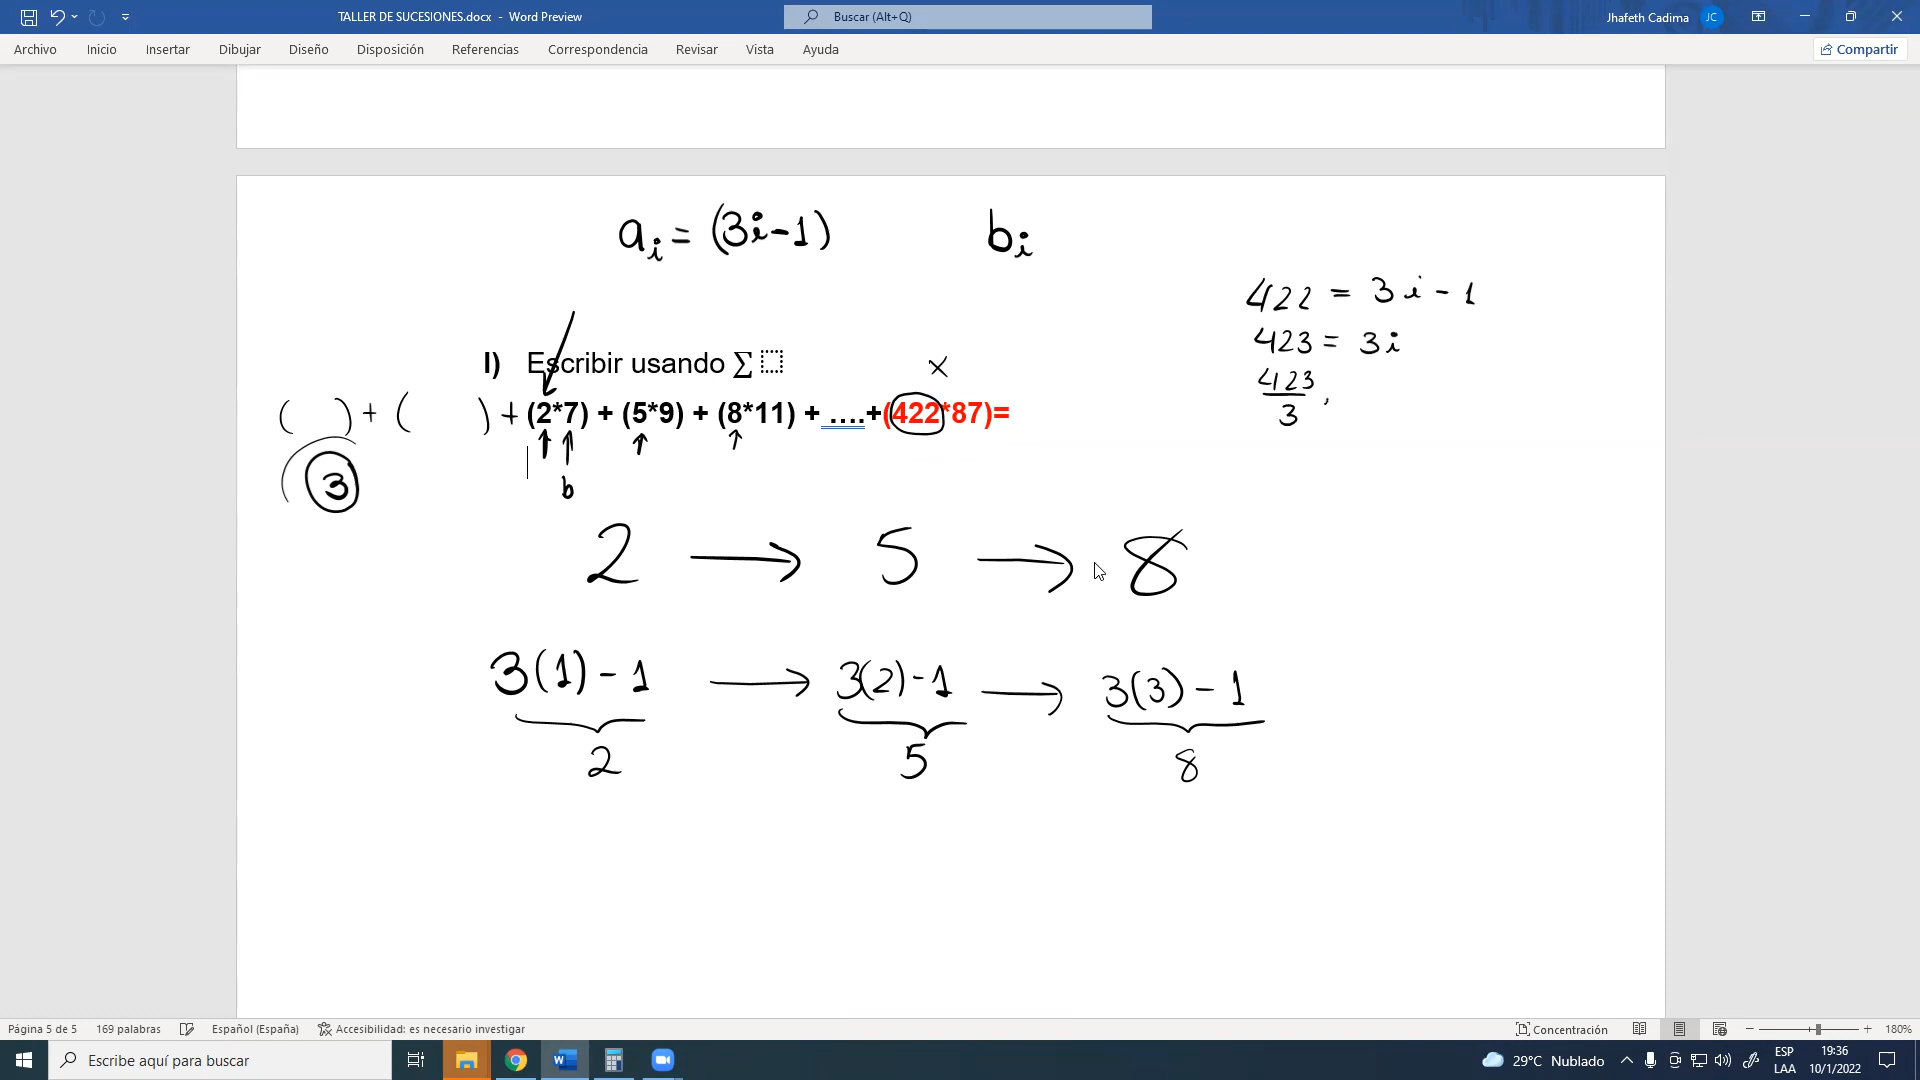 TALLER DE SUCESIONES.docx - Word Preview
Buscar (Alt+Q)
Jhafeth Cadima JC
Archivo Inicio Insertar Dibujar Diseño Disposición Referencias Correspondencia Revisar Vista Ayuda Compartir
a_i = (3i-1) b_i
422 = 3i - 1
423 = 3i
423
3
I) Escribir usando ∑ ⬚ x
( ) + ( ) + (2*7) + (5*9) + (8*11) + ….+(422*87)=
3 b
2 → 5 → 8
3(1) - 1 → 3(2) - 1 → 3(3) - 1
2 5 8
Página 5 de 5 169 palabras Español (España) Accesibilidad: es necesario investigar Concentración 180%
Escribe aquí para buscar 29°C Nublado ESP 19:36
LAA 10/1/2022